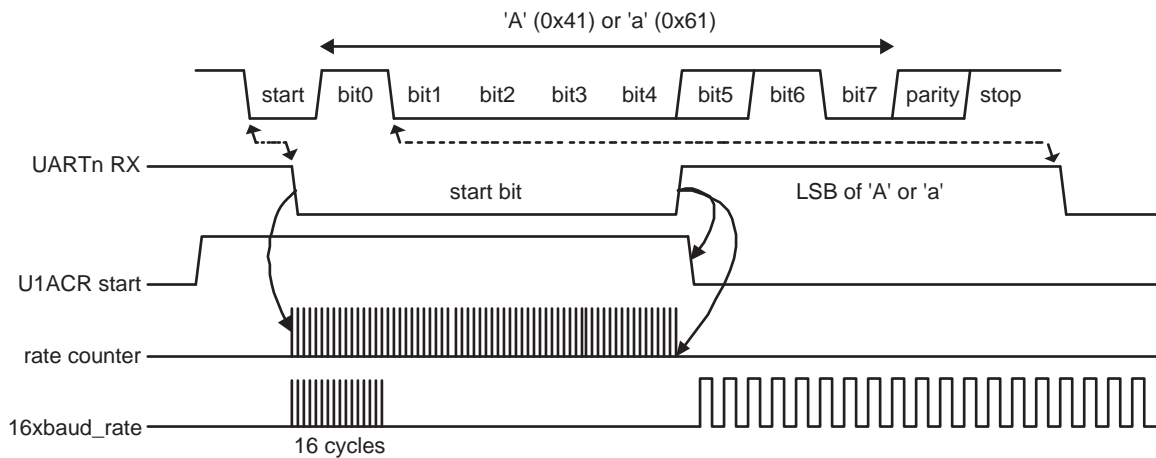 'A' (0x41) or 'a' (0x61)
start bit0 bit1 bit2 bit3 bit4 bit5 bit6 bit7 parity stop
UARTn RX
start bit
LSB of 'A' or 'a'
U1ACR start
rate counter
16xbaud_rate
16 cycles